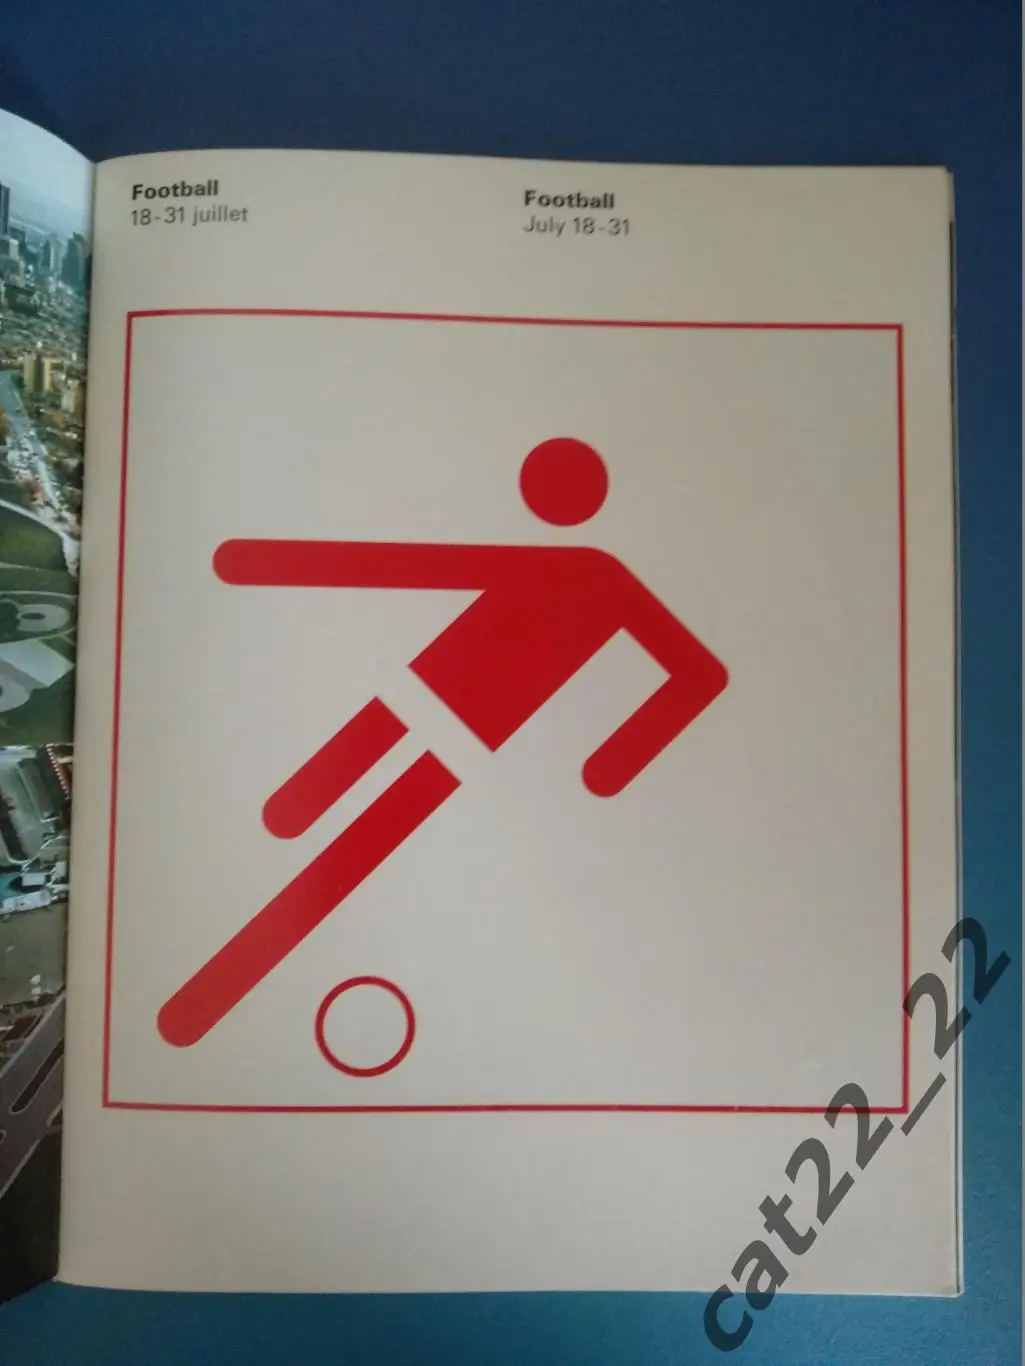 Football
18-31 juillet
Football
July 18-31
cat22_22